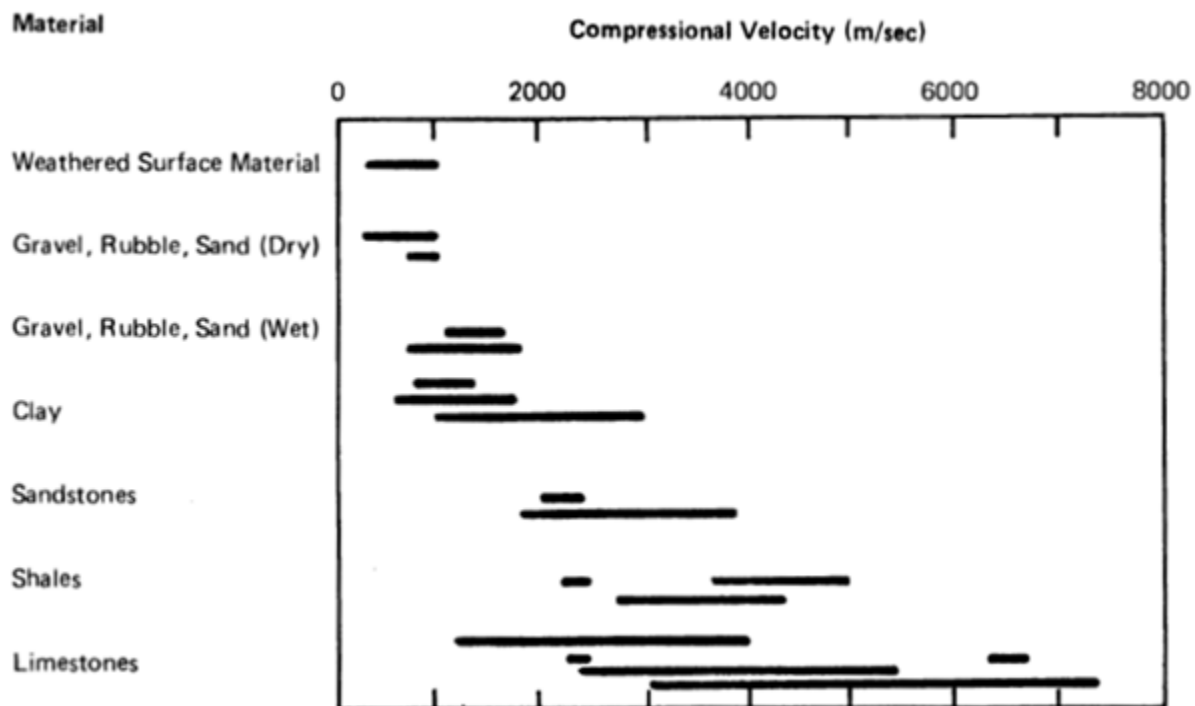 Material
Compressional Velocity (m/sec)
0 2000 4000 6000 8000
Weathered Surface Material
Gravel, Rubble, Sand (Dry)
Gravel, Rubble, Sand (Wet)
Clay
Sandstones
Shales
Limestones